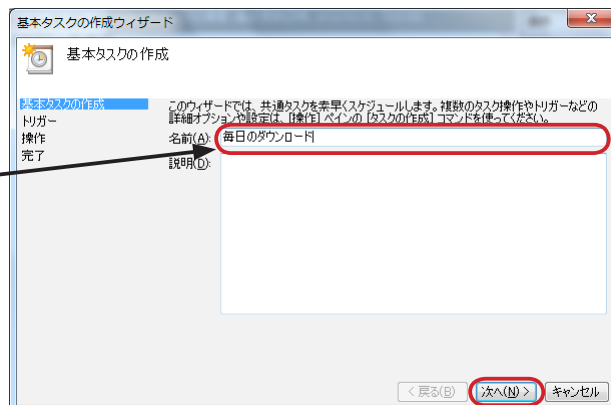 基本タスクの作成ウィザード
基本タスクの作成
基本タスクの作成
トリガー
操作
完了
このウィザードでは、共通タスクを素早くスケジュールします。複数のタスク操作やトリガーなどの
詳細オプションや設定は、[操作] ペインの [タスクの作成] コマンドを使ってください。
名前(A): 毎日のダウンロード
説明(D):
< 戻る(B) 次へ(N) > キャンセル